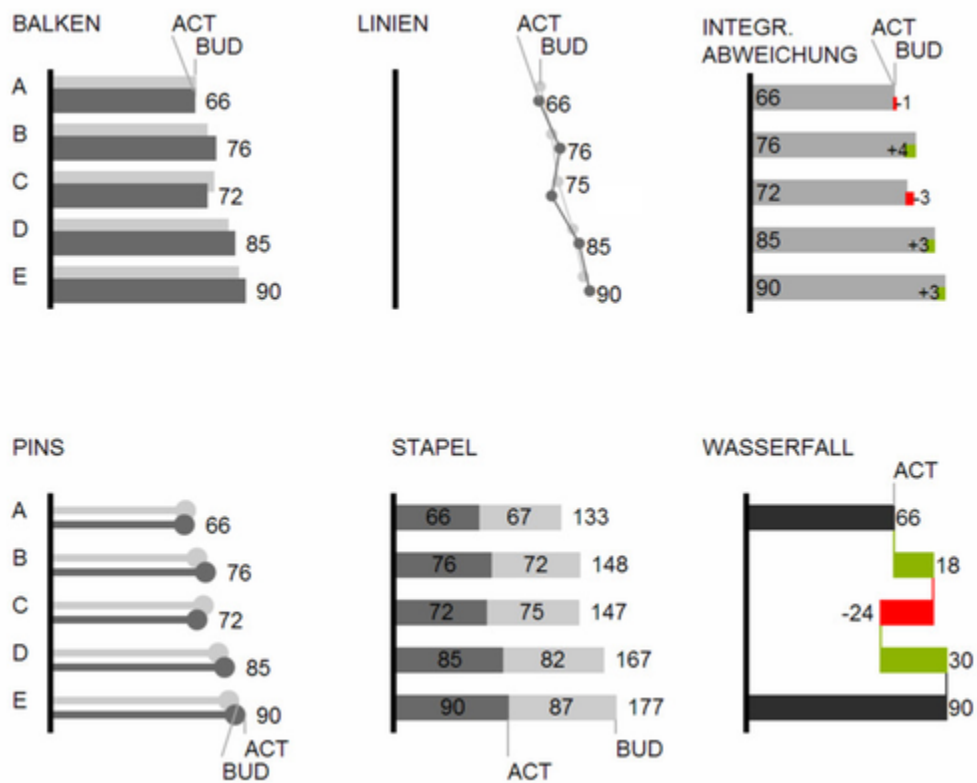 BALKEN
ACT
BUD
A
66
B
76
C
72
D
85
E
90
LINIEN
ACT
BUD
66
76
75
85
90
INTEGR.
ABWEICHUNG
ACT
BUD
66
-1
76
+4
72
-3
85
+3
90
+3
PINS
A
66
B
76
C
72
D
85
E
90
ACT
BUD
STAPEL
66 67 133
76 72 148
72 75 147
85 82 167
90 87 177
BUD
ACT
WASSERFALL
ACT
66
18
-24
30
90